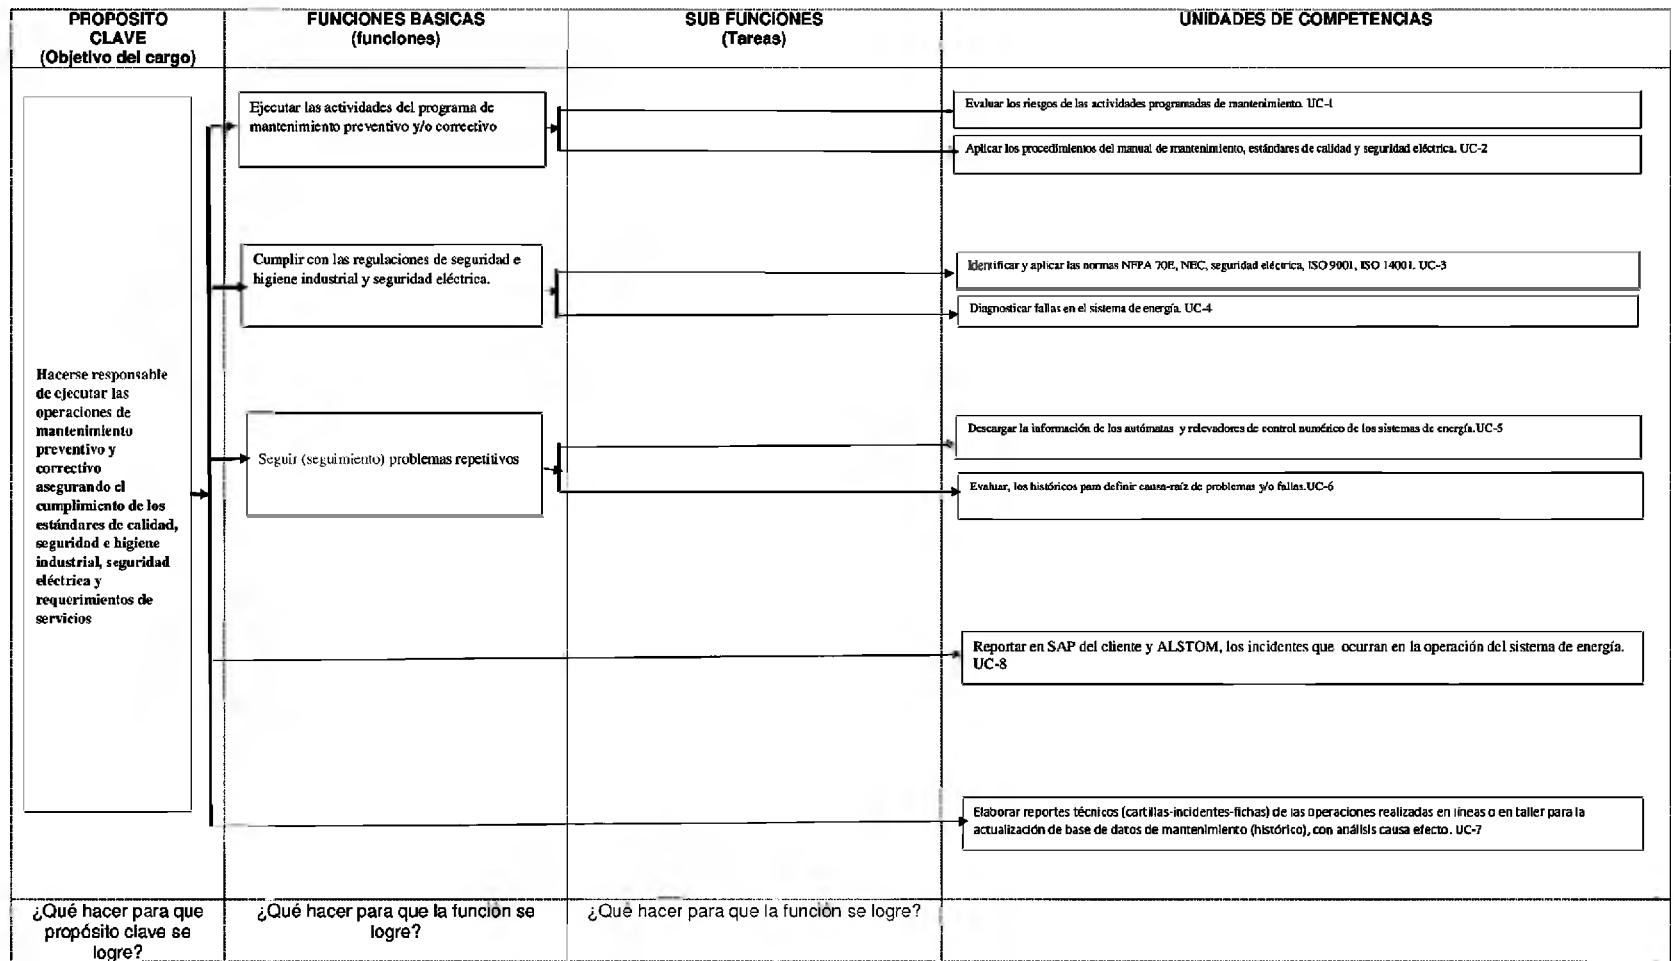 PROPOSITO
CLAVE
(Objetivo del cargo)
FUNCIONES BASICAS
(funciones)
SUB FUNCIONES
(Tareas)
UNIDADES DE COMPETENCIAS
Hacerse responsable
de ejecutar las
operaciones de
mantenimiento
preventivo y
correctivo
asegurando el
cumplimiento de los
estándares de calidad,
seguridad e higiene
industrial, seguridad
eléctrica y
requerimientos de
servicios
Ejecutar las actividades del programa de
mantenimiento preventivo y/o correctivo
Evaluar los riesgos de las actividades programadas de mantenimiento. UC-1
Aplicar los procedimientos del manual de mantenimiento, estándares de calidad y seguridad eléctrica. UC-2
Cumplir con las regulaciones de seguridad e
higiene industrial y seguridad eléctrica.
Identificar y aplicar las normas NFPA 70E, NEC, seguridad eléctrica, ISO 9001, ISO 14001. UC-3
Diagnosticar fallas en el sistema de energía. UC-4
Seguir (seguimiento) problemas repetitivos
Descargar la información de los autómatas y relevadores de control numérico de los sistemas de energía.UC-5
Evaluar, los históricos para definir causa-raíz de problemas y/o fallas.UC-6
Reportar en SAP del cliente y ALSTOM, los incidentes que ocurran en la operación del sistema de energía.
UC-8
Elaborar reportes técnicos (cartillas-incidentes-fichas) de las operaciones realizadas en líneas o en taller para la
actualización de base de datos de mantenimiento (histórico), con análisis causa efecto. UC-7
¿Qué hacer para que
propósito clave se
logre?
¿Qué hacer para que la función se
logre?
¿Qué hacer para que la función se logre?